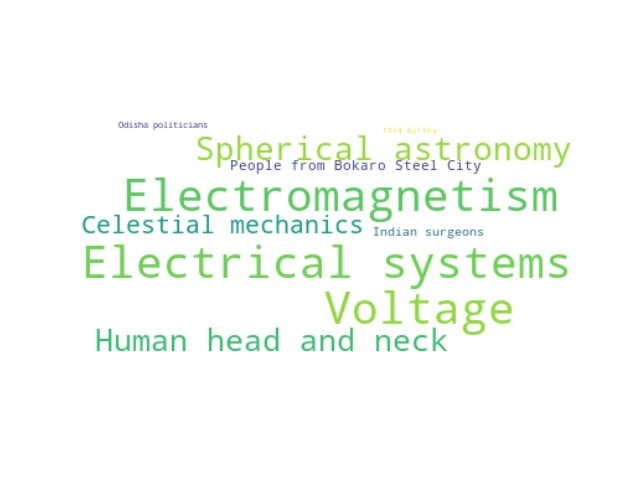 Odisha politicians
1974 births
Spherical astronomy
People from Bokaro Steel City
Electromagnetism
Celestial mechanics
Indian surgeons
Electrical systems
Voltage
Human head and neck